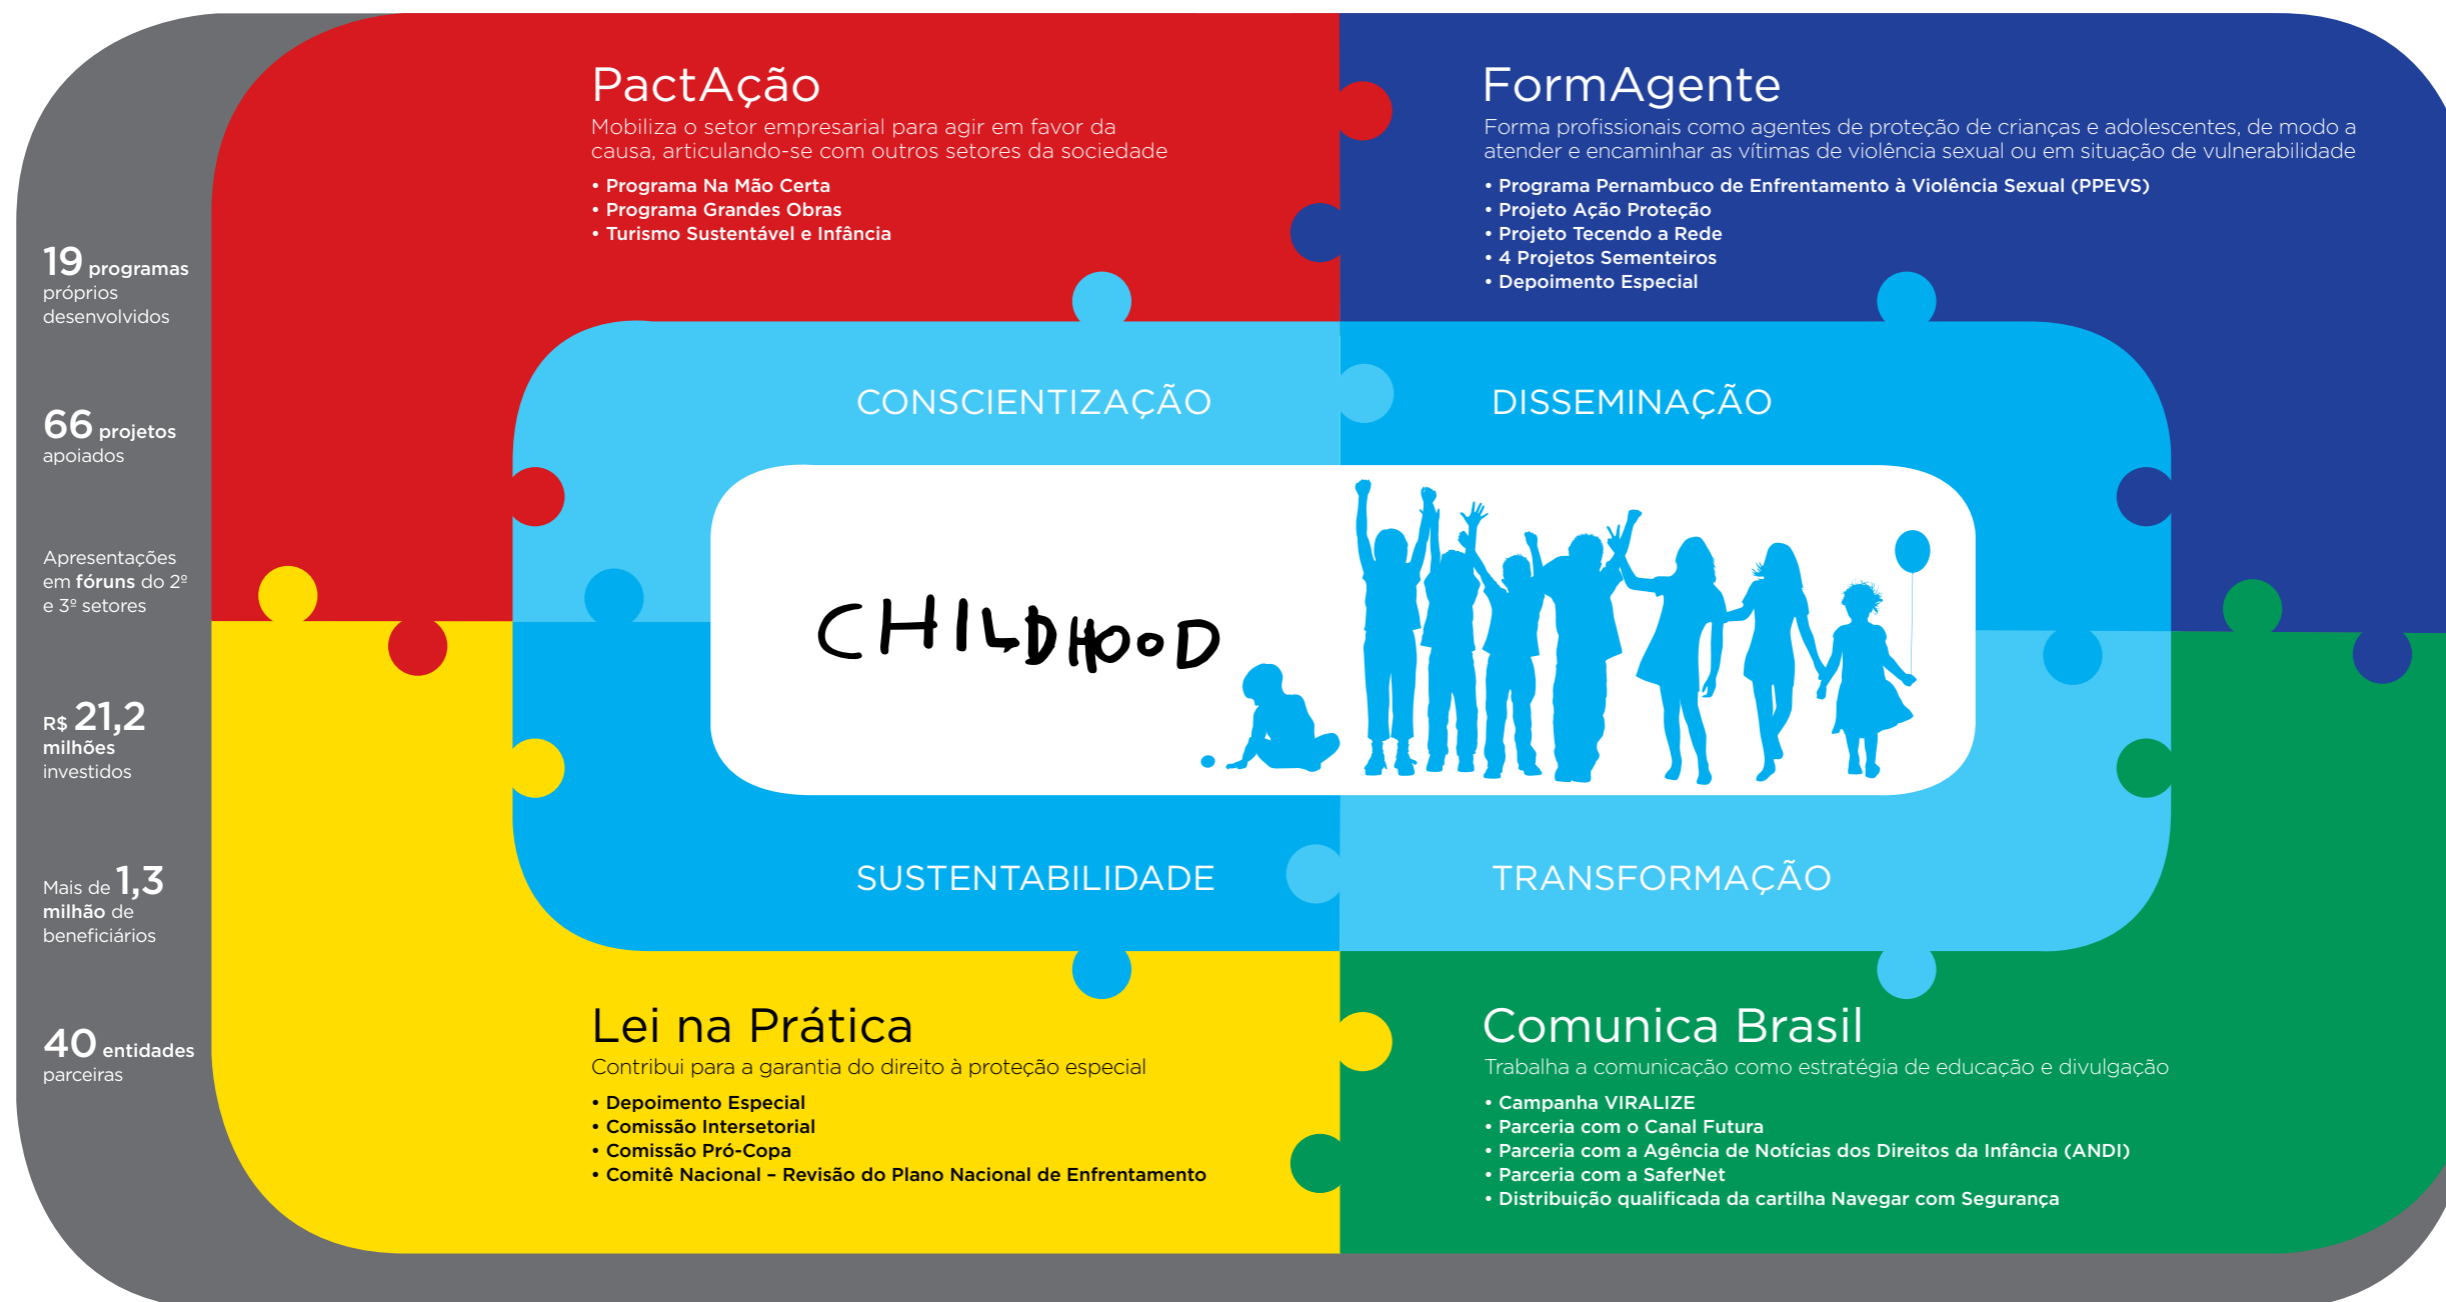 19 programas
próprios
desenvolvidos
66 projetos
apoiados
Apresentações
em fóruns do 2º
e 3º setores
R$ 21,2
milhões
investidos
Mais de 1,3
milhão de
beneficiários
40 entidades
parceiras
PactAção
Mobiliza o setor empresarial para agir em favor da
causa, articulando-se com outros setores da sociedade
• Programa Na Mão Certa
• Programa Grandes Obras
• Turismo Sustentável e Infância
FormAgente
Forma profissionais como agentes de proteção de crianças e adolescentes, de modo a
atender e encaminhar as vítimas de violência sexual ou em situação de vulnerabilidade
• Programa Pernambuco de Enfrentamento à Violência Sexual (PPEVS)
• Projeto Ação Proteção
• Projeto Tecendo a Rede
• 4 Projetos Sementeiros
• Depoimento Especial
CONSCIENTIZAÇÃO
DISSEMINAÇÃO
CHILDHOOD
SUSTENTABILIDADE
TRANSFORMAÇÃO
Lei na Prática
Contribui para a garantia do direito à proteção especial
• Depoimento Especial
• Comissão Intersetorial
• Comissão Pró-Copa
• Comitê Nacional – Revisão do Plano Nacional de Enfrentamento
Comunica Brasil
Trabalha a comunicação como estratégia de educação e divulgação
• Campanha VIRALIZE
• Parceria com o Canal Futura
• Parceria com a Agência de Notícias dos Direitos da Infância (ANDI)
• Parceria com a SaferNet
• Distribuição qualificada da cartilha Navegar com Segurança